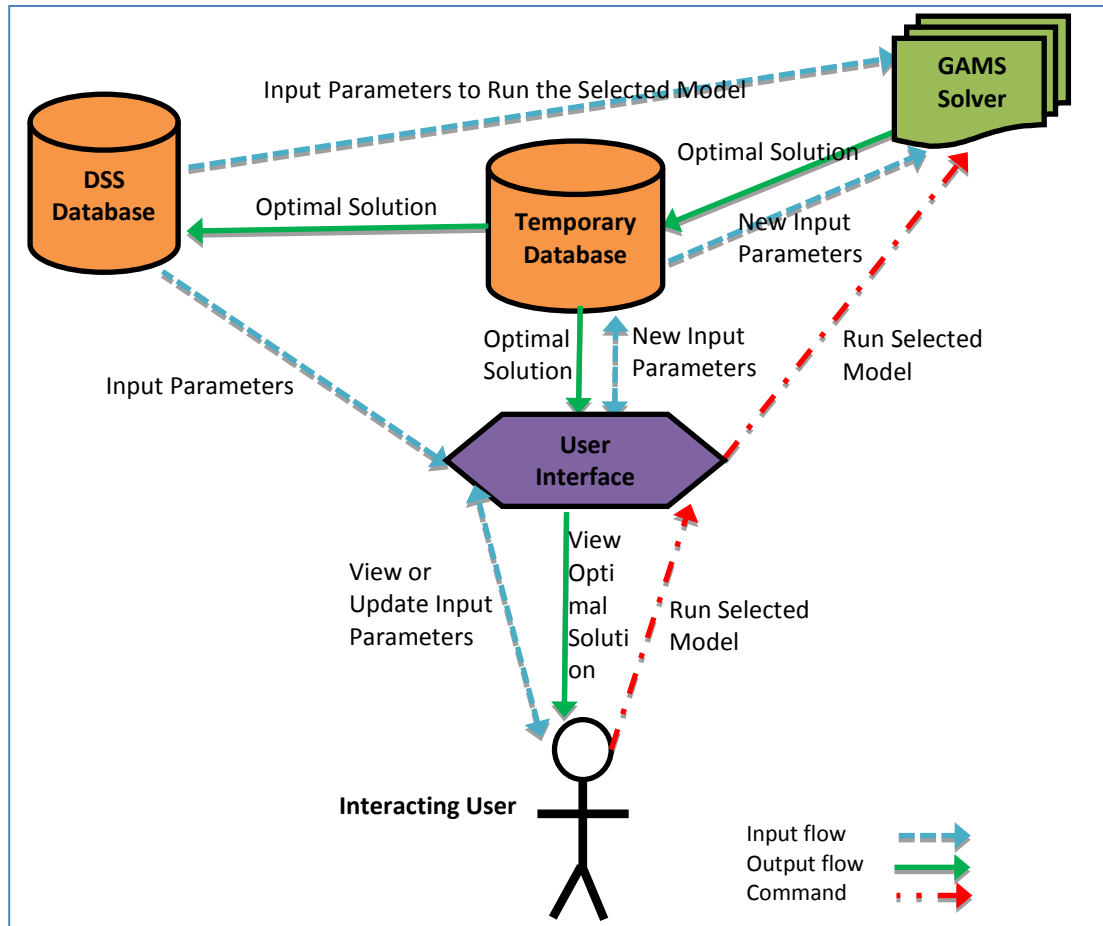 GAMS
Solver
Input Parameters to Run the Selected Model
DSS
Database
Optimal Solution
Optimal Solution
Temporary
Database
New Input
Parameters
Optimal
Solution
New Input
Parameters
Run Selected
Model
Input Parameters
User
Interface
View or
Update Input
Parameters
View
Opti
mal
Soluti
on
Run Selected
Model
Interacting User
Input flow
Output flow
Command